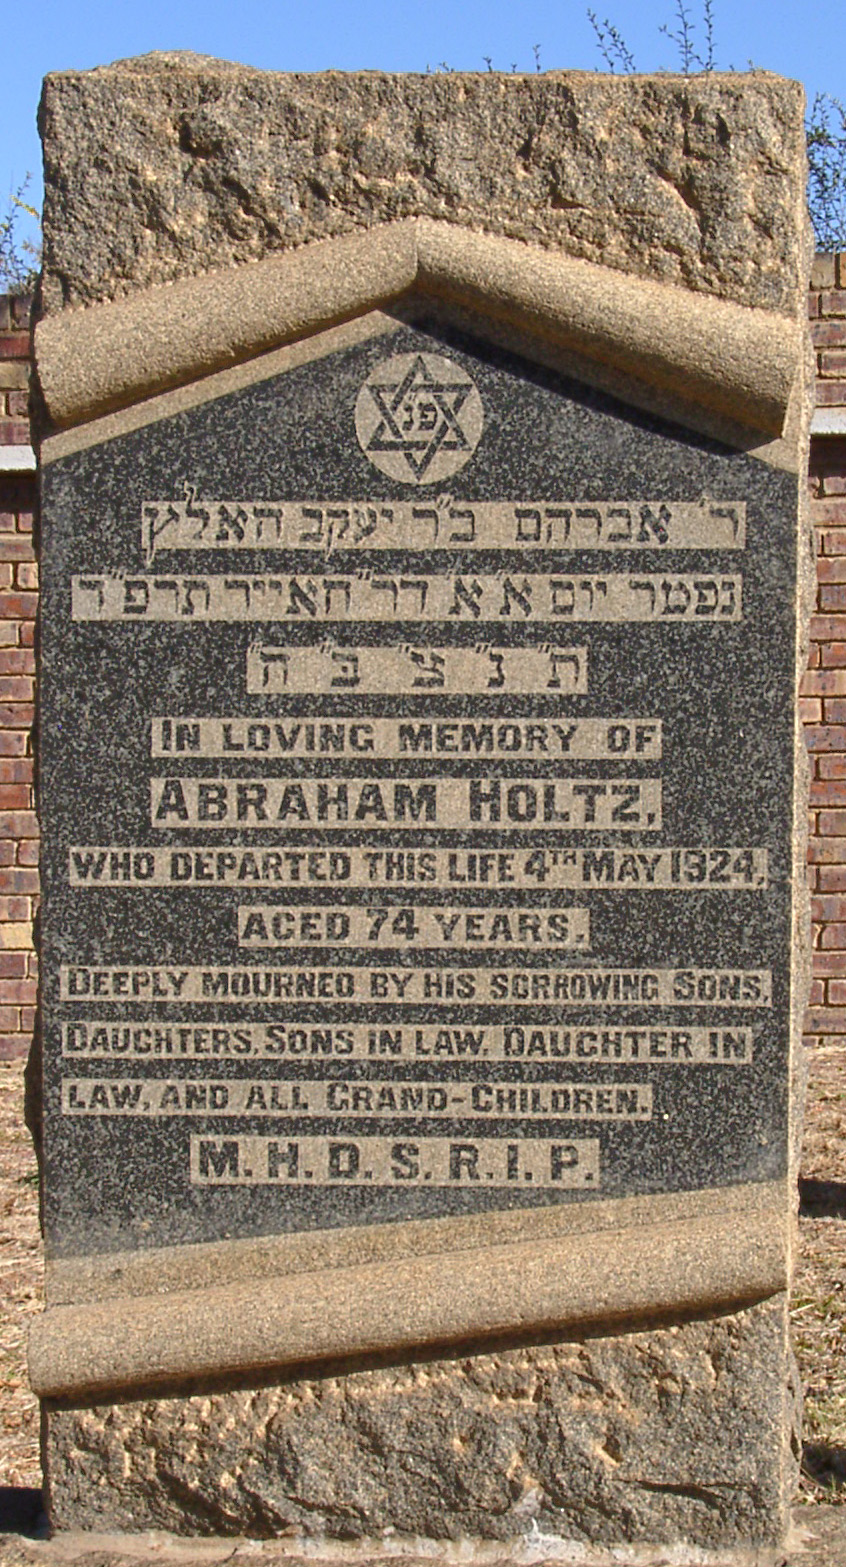 פנ
ר' אברהם ב"ר יעקב האלץ
נפטר יום א' א' דר"ח אייר תרפ"ד
ת' נ' צ' ב' ה'
IN LOVING MEMORY OF
ABRAHAM HOLTZ.
WHO DEPARTED THIS LIFE 4TH MAY 1924.
AGED 74 YEARS.
DEEPLY MOURNED BY HIS SORROWING SONS,
DAUGHTERS, SONS IN LAW. DAUGHTER IN
LAW, AND ALL GRAND-CHILDREN.
M.H.D.S.R.I.P.